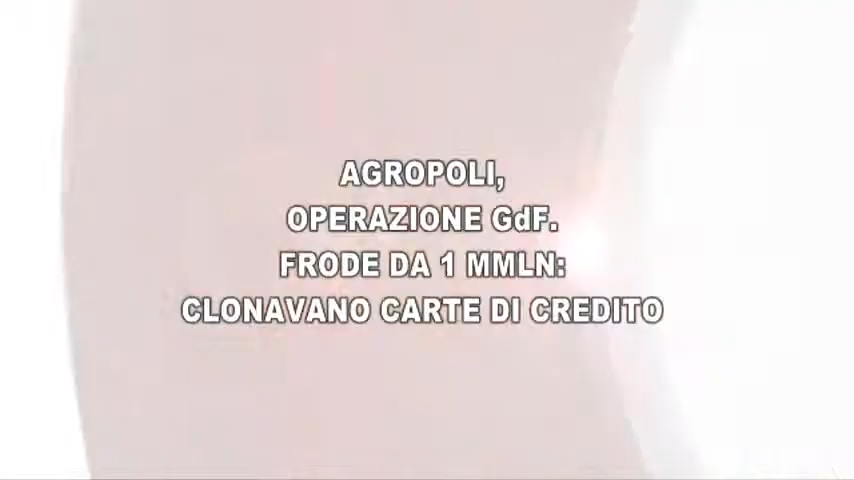 AGROPOLI,
OPERAZIONE GdF.
FRODE DA 1 MMLN:
CLONAVANO CARTE DI CREDITO